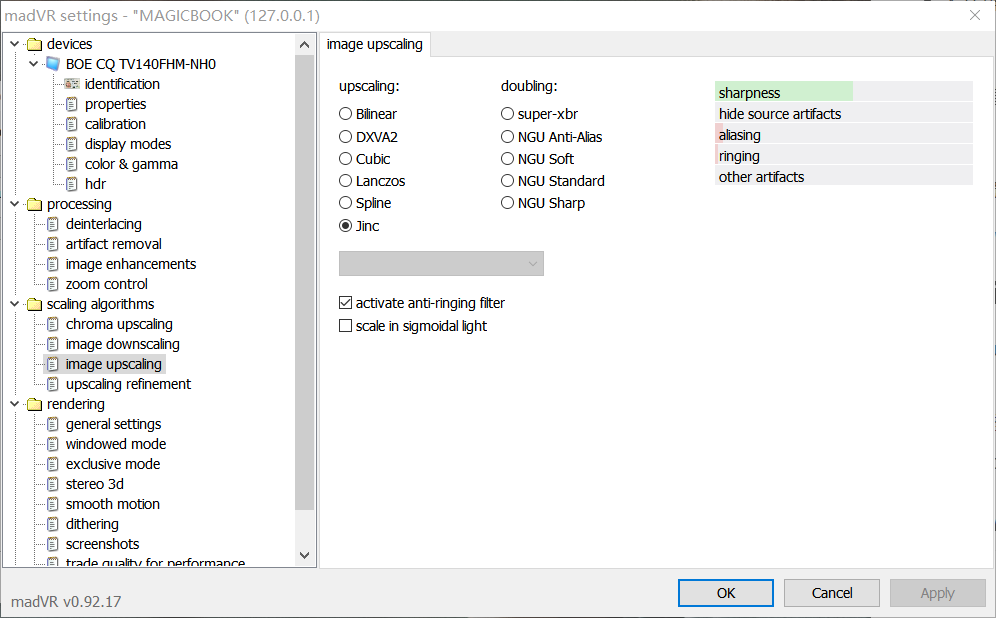 madVR settings - "MAGICBOOK" (127.0.0.1)
devices
BOE CQ TV140FHM-NH0
identification
properties
calibration
display modes
color & gamma
hdr
processing
deinterlacing
artifact removal
image enhancements
zoom control
scaling algorithms
chroma upscaling
image downscaling
image upscaling
upscaling refinement
rendering
general settings
windowed mode
exclusive mode
stereo 3d
smooth motion
dithering
screenshots
trade quality for performance
image upscaling
upscaling:
Bilinear
DXVA2
Cubic
Lanczos
Spline
Jinc
doubling:
super-xbr
NGU Anti-Alias
NGU Soft
NGU Standard
NGU Sharp
activate anti-ringing filter
scale in sigmoidal light
sharpness
hide source artifacts
aliasing
ringing
other artifacts
madVR v0.92.17
OK
Cancel
Apply